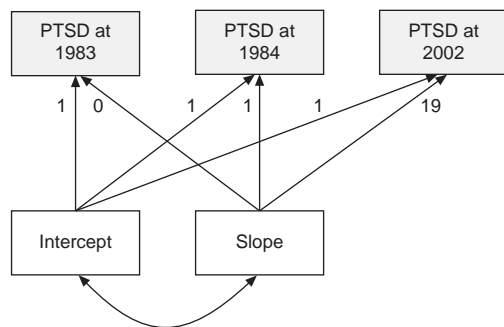 PTSD at
1983
PTSD at
1984
PTSD at
2002
1 0 1 1 1 19
Intercept
Slope